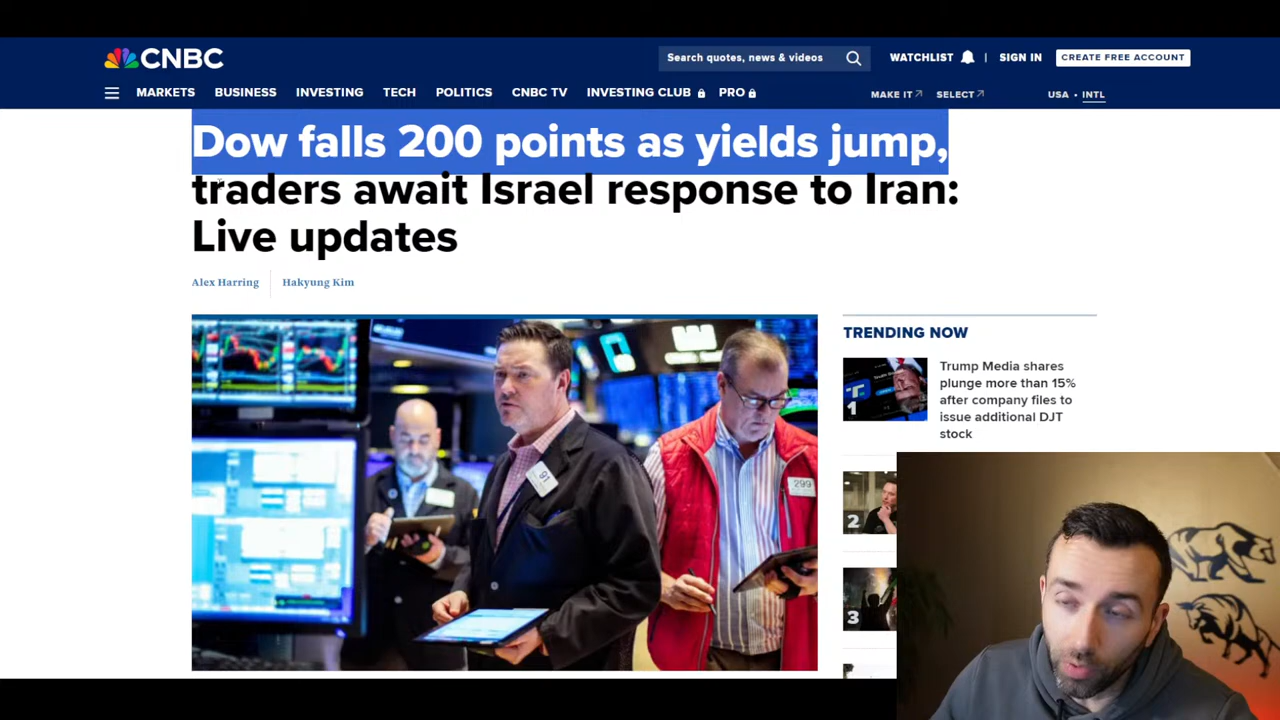 CNBC
Search quotes, news & videos
WATCHLIST
SIGN IN
CREATE FREE ACCOUNT
MARKETS BUSINESS INVESTING TECH POLITICS CNBC TV INVESTING CLUB PRO
MAKE IT SELECT
USA • INTL
Dow falls 200 points as yields jump,
traders await Israel response to Iran:
Live updates
Alex Harring
Hakyung Kim
91
299
TRENDING NOW
1
Trump Media shares
plunge more than 15%
after company files to
issue additional DJT
stock
2
3